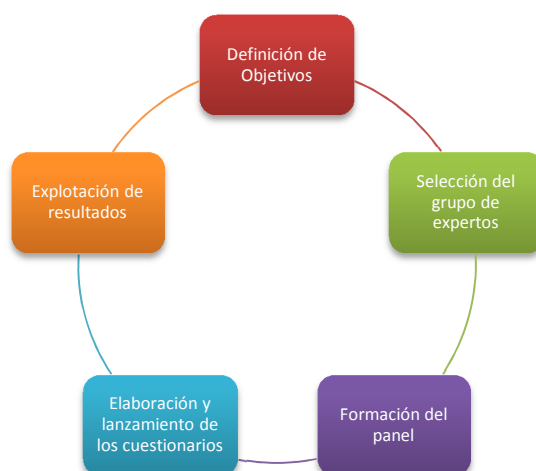 Definición de
Objetivos
Selección del
grupo de
expertos
Formación del
panel
Elaboración y
lanzamiento de
los cuestionarios
Explotación de
resultados